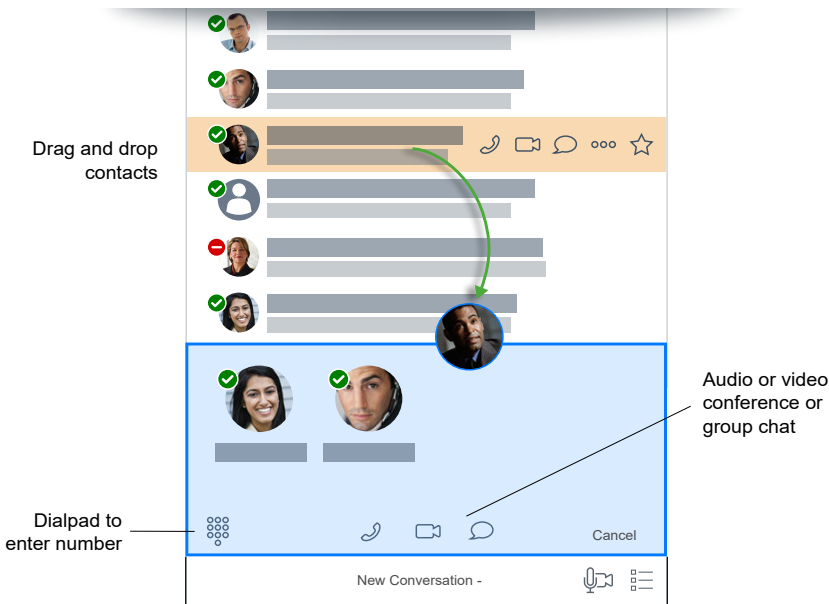 Drag and drop
contacts
Audio or video
conference or
group chat
Dialpad to
enter number
Cancel
New Conversation -